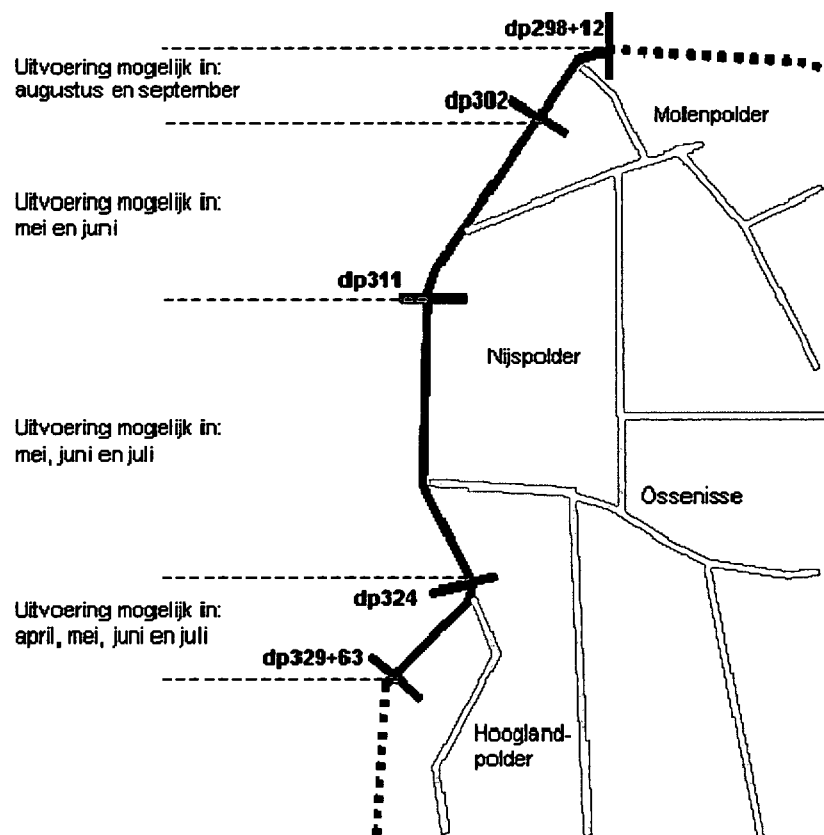 dp298+12
Uitvoering mogelijk in:
augustus en september
dp302
Molenpolder
Uitvoering mogelijk in:
mei en juni
dp311
Nijspolder
Uitvoering mogelijk in:
mei, juni en juli
Ossenisse
dp324
Uitvoering mogelijk in:
april, mei, juni en juli
dp329+63
Hoogland-
polder